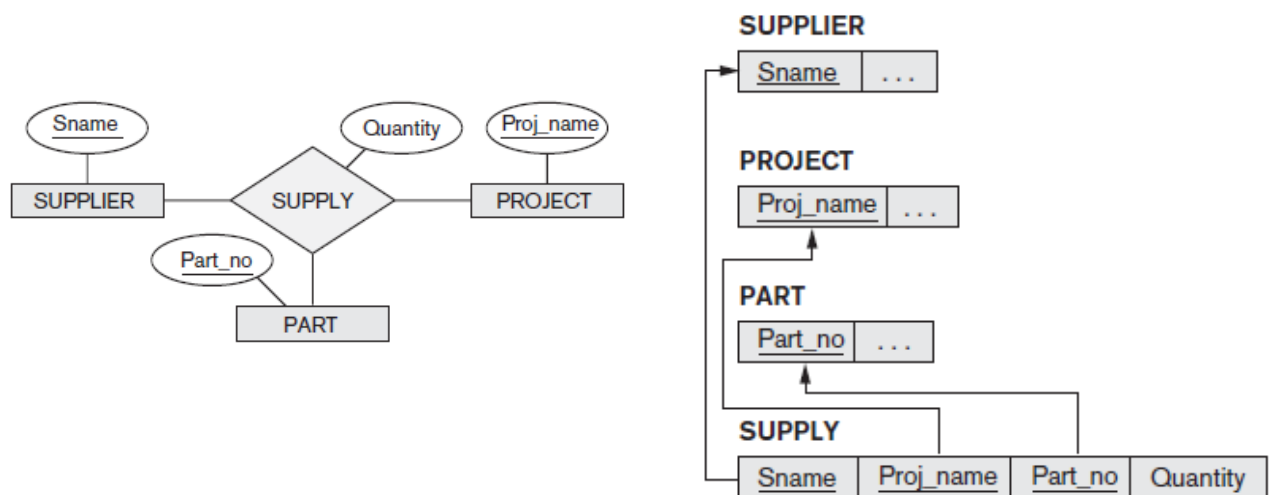 Sname
Quantity
Proj_name
SUPPLIER
SUPPLY
PROJECT
Part_no
PART
SUPPLIER
Sname ...
PROJECT
Proj_name ...
PART
Part_no ...
SUPPLY
Sname Proj_name Part_no Quantity